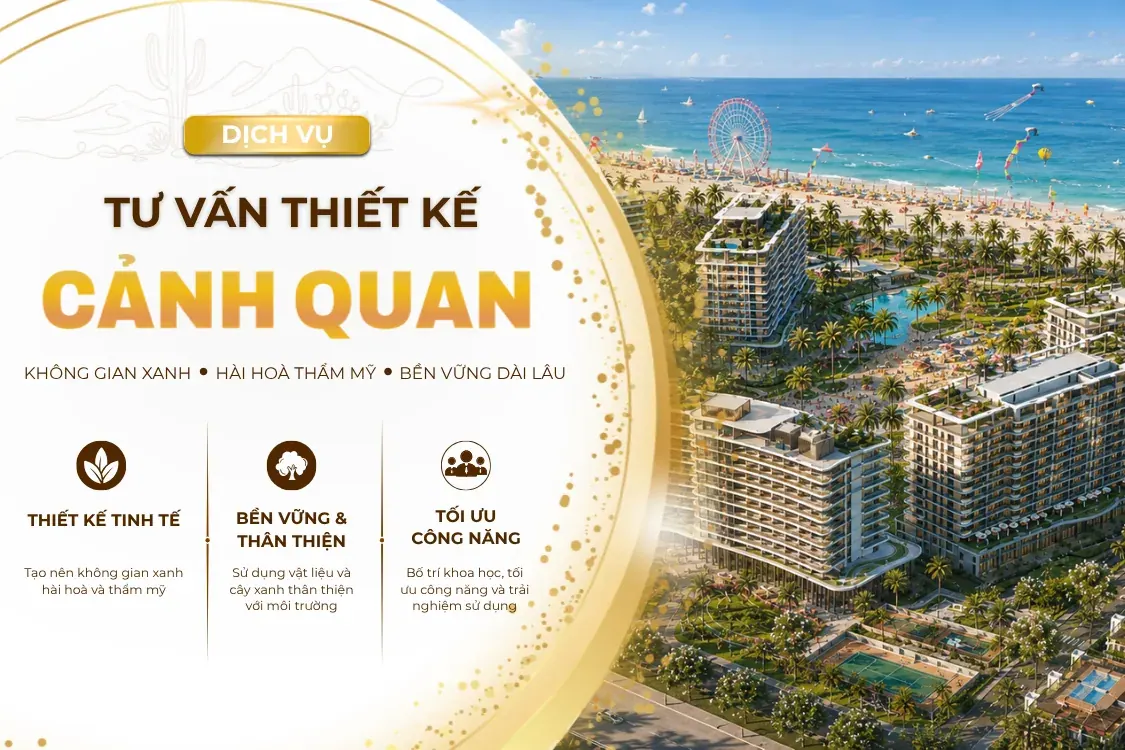 DỊCH VỤ
TƯ VẤN THIẾT KẾ
CẢNH QUAN
KHÔNG GIAN XANH • HÀI HOÀ THẨM MỸ • BỀN VỮNG DÀI LÂU
THIẾT KẾ TINH TẾ
Tạo nên không gian xanh
hài hoà và thẩm mỹ
BỀN VỮNG &
THÂN THIỆN
Sử dụng vật liệu và
cây xanh thân thiện
với môi trường
TỐI ƯU
CÔNG NĂNG
Bố trí khoa học, tối
ưu công năng và trải
nghiệm sử dụng